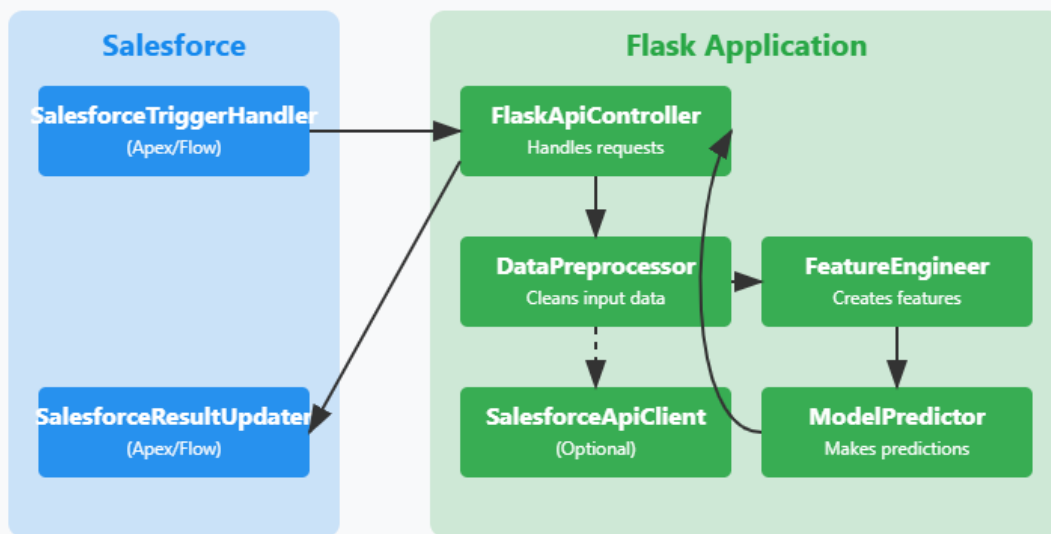 Salesforce
Flask Application
SalesforceTriggerHandler
(Apex/Flow)
FlaskApiController
Handles requests
DataPreprocessor
Cleans input data
FeatureEngineer
Creates features
SalesforceResultUpdater
(Apex/Flow)
SalesforceApiClient
(Optional)
ModelPredictor
Makes predictions